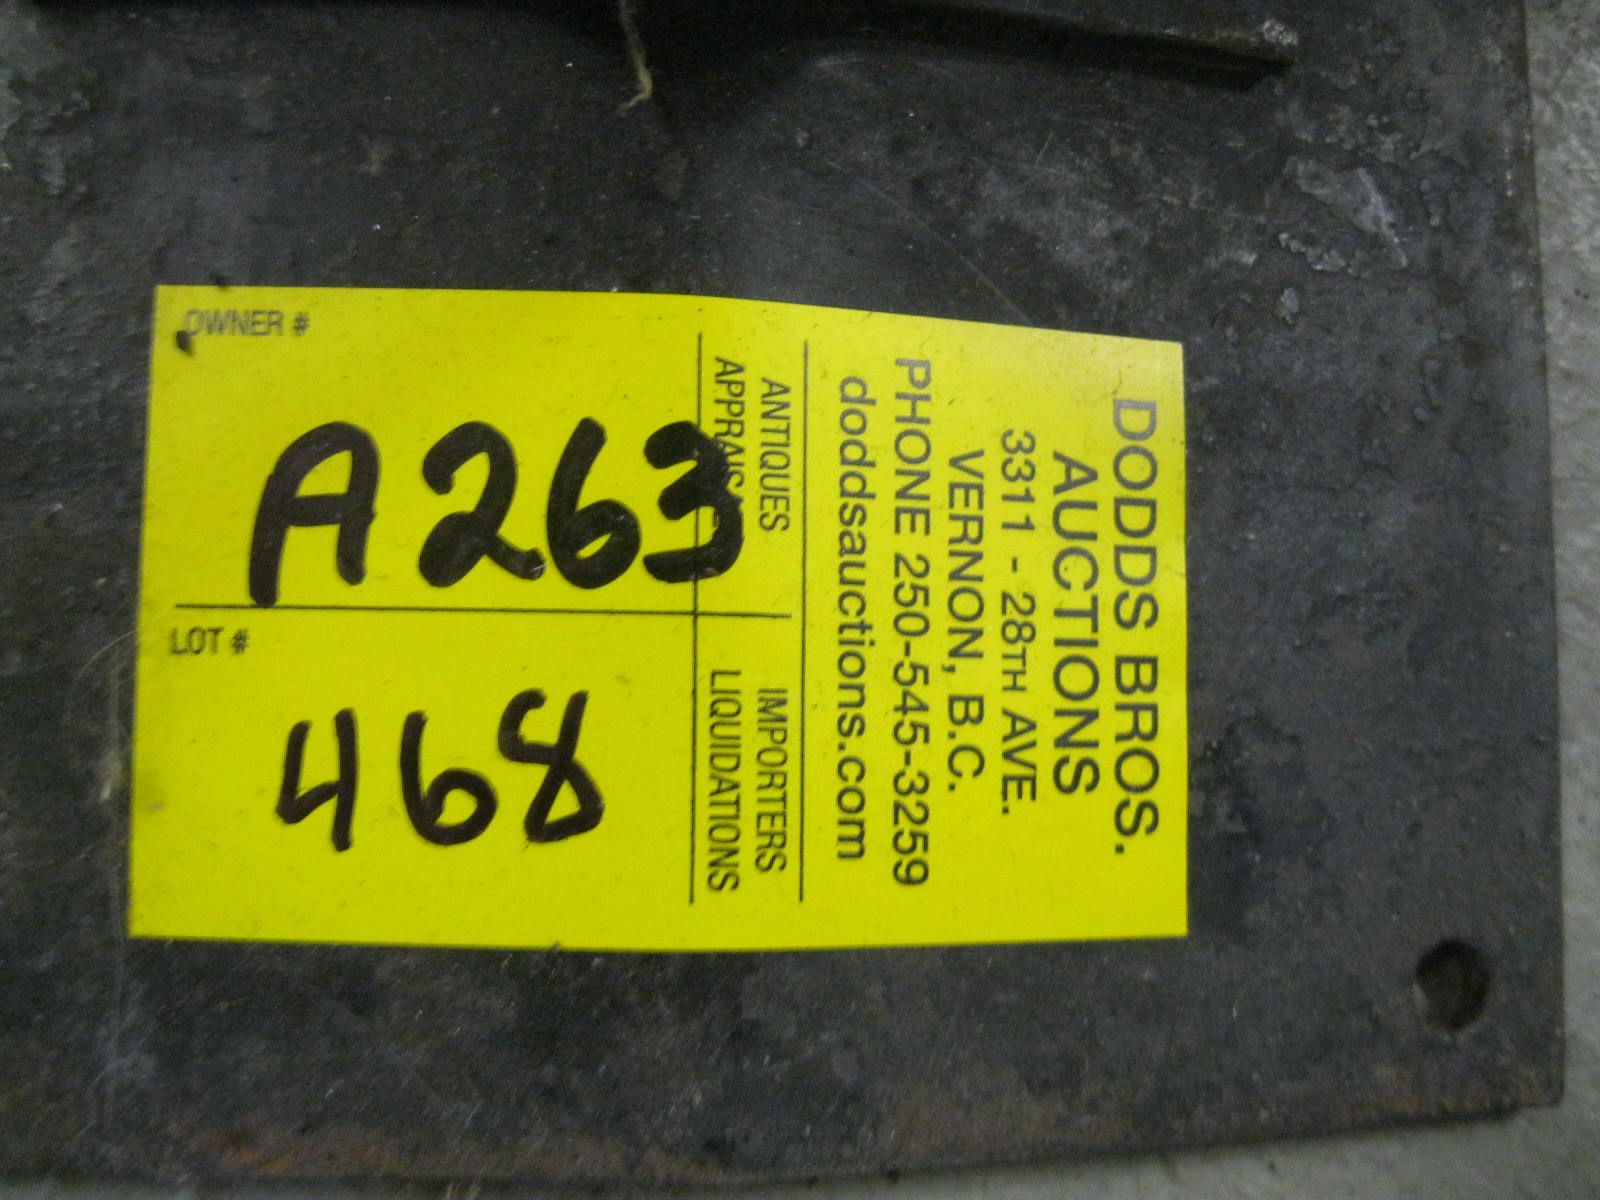 DODDS BROS.
AUCTIONS
3311 - 28TH AVE.
VERNON, B.C.
PHONE 250-545-3259
doddsauctions.com
ANTIQUES IMPORTERS
LIQUIDATIONS
OWNER #
A263
LOT #
468